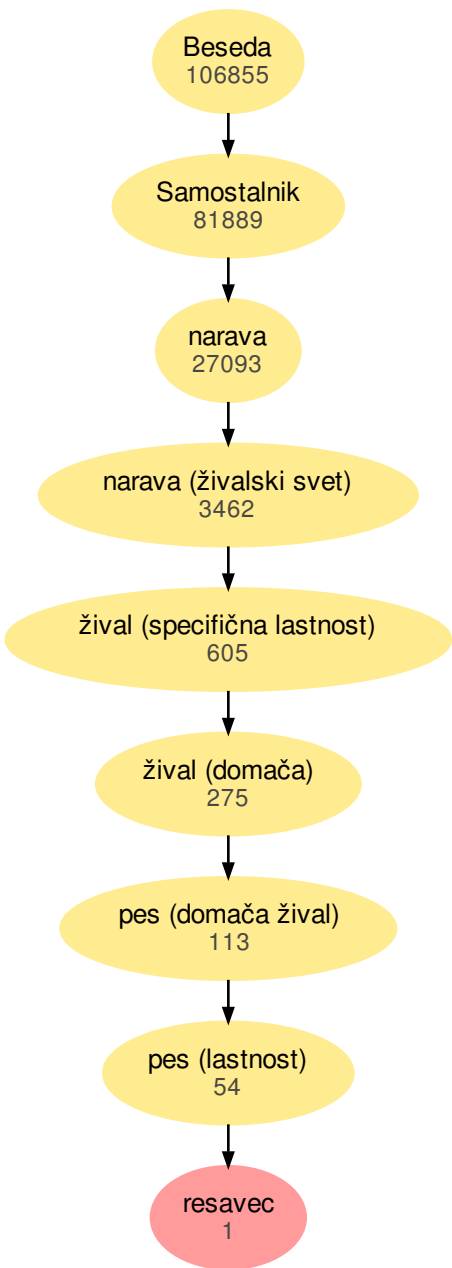 Beseda
106855
Samostalnik
81889
narava
27093
narava (živalski svet)
3462
žival (specifična lastnost)
605
žival (domača)
275
pes (domača žival)
113
pes (lastnost)
54
resavec
1